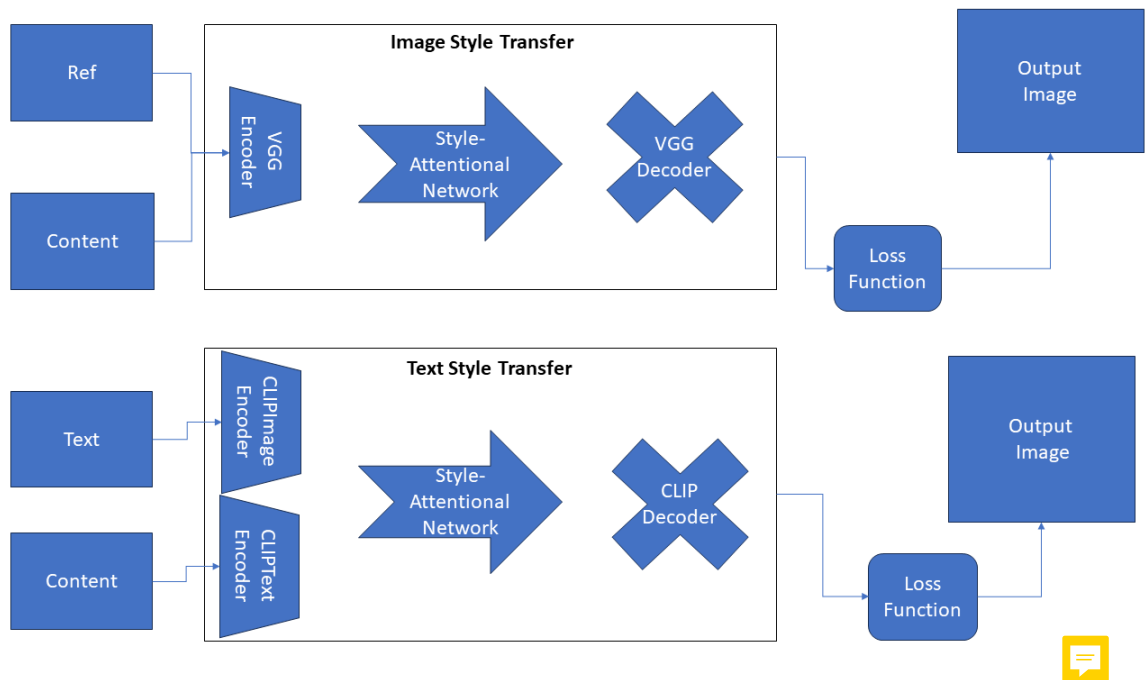 Image Style Transfer
Ref
Content
VGG
Encoder
Style-
Attentional
Network
VGG
Decoder
Loss
Function
Output
Image
Text Style Transfer
Text
Content
CLIPImage
Encoder
CLIPText
Encoder
Style-
Attentional
Network
CLIP
Decoder
Loss
Function
Output
Image